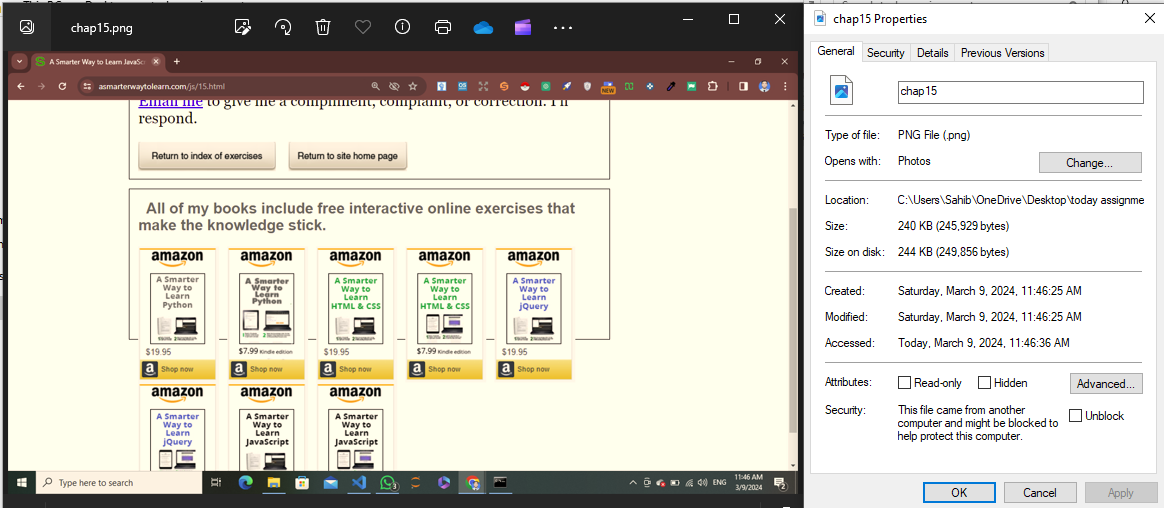 chap15.png
A Smarter Way to Learn JavaSc
asmarterwaytolearn.com/js/15.html
NEW
Email me to give me a compliment, complaint, or correction. I'll
respond.
Return to index of exercises
Return to site home page
All of my books include free interactive online exercises that
make the knowledge stick.
amazon
A Smarter
Way to
Learn
Python
$19.95
Shop now
amazon
A Smarter
Way to
Learn
Python
$7.99 Kindle edition
Shop now
amazon
A Smarter
Way to
Learn
HTML & CSS
$19.95
Shop now
amazon
A Smarter
Way to
Learn
HTML & CSS
$7.99 Kindle edition
Shop now
amazon
A Smarter
Way to
Learn
jQuery
$19.95
Shop now
amazon
A Smarter
Way to
Learn
jQuery
amazon
A Smarter
Way to
Learn
JavaScript
amazon
A Smarter
Way to
Learn
JavaScript
Type here to search
3
ENG
11:46 AM
3/9/2024
2
chap15 Properties
General
Security
Details
Previous Versions
chap15
Type of file: PNG File (.png)
Opens with: Photos
Change...
Location: C:\Users\Sahib\OneDrive\Desktop\today assignme
Size: 240 KB (245,929 bytes)
Size on disk: 244 KB (249,856 bytes)
Created: Saturday, March 9, 2024, 11:46:25 AM
Modified: Saturday, March 9, 2024, 11:46:25 AM
Accessed: Today, March 9, 2024, 11:46:36 AM
Attributes: Read-only Hidden
Advanced...
Security: This file came from another
computer and might be blocked to
help protect this computer.
Unblock
OK
Cancel
Apply